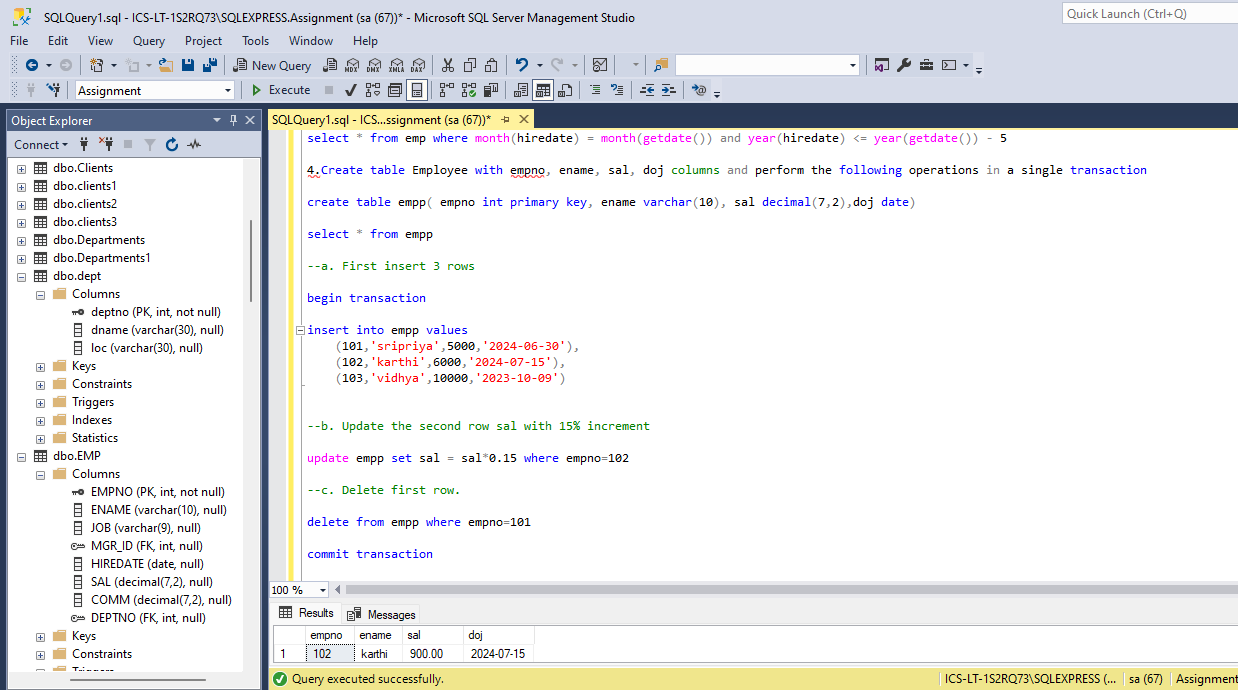 SQLQuery1.sql - ICS-LT-1S2RQ73\SQLEXPRESS.Assignment (sa (67))* - Microsoft SQL Server Management Studio
Quick Launch (Ctrl+Q)
File Edit View Query Project Tools Window Help
New Query MDX DMX XMLA DAX
Assignment Execute
Object Explorer
Connect
dbo.Clients
dbo.clients1
dbo.clients2
dbo.clients3
dbo.Departments
dbo.Departments1
dbo.dept
Columns
deptno (PK, int, not null)
dname (varchar(30), null)
loc (varchar(30), null)
Keys
Constraints
Triggers
Indexes
Statistics
dbo.EMP
Columns
EMPNO (PK, int, not null)
ENAME (varchar(10), null)
JOB (varchar(9), null)
MGR_ID (FK, int, null)
HIREDATE (date, null)
SAL (decimal(7,2), null)
COMM (decimal(7,2), null)
DEPTNO (FK, int, null)
Keys
Constraints
Triggers
SQLQuery1.sql - ICS...ssignment (sa (67))*
select * from emp where month(hiredate) = month(getdate()) and year(hiredate) <= year(getdate()) - 5
4.Create table Employee with empno, ename, sal, doj columns and perform the following operations in a single transaction
create table empp( empno int primary key, ename varchar(10), sal decimal(7,2),doj date)
select * from empp
--a. First insert 3 rows
begin transaction
insert into empp values
(101,'sripriya',5000,'2024-06-30'),
(102,'karthi',6000,'2024-07-15'),
(103,'vidhya',10000,'2023-10-09')
--b. Update the second row sal with 15% increment
update empp set sal = sal*0.15 where empno=102
--c. Delete first row.
delete from empp where empno=101
commit transaction
100 %
Results Messages
empno ename sal doj
1 102 karthi 900.00 2024-07-15
Query executed successfully.
ICS-LT-1S2RQ73\SQLEXPRESS (... sa (67) Assignment